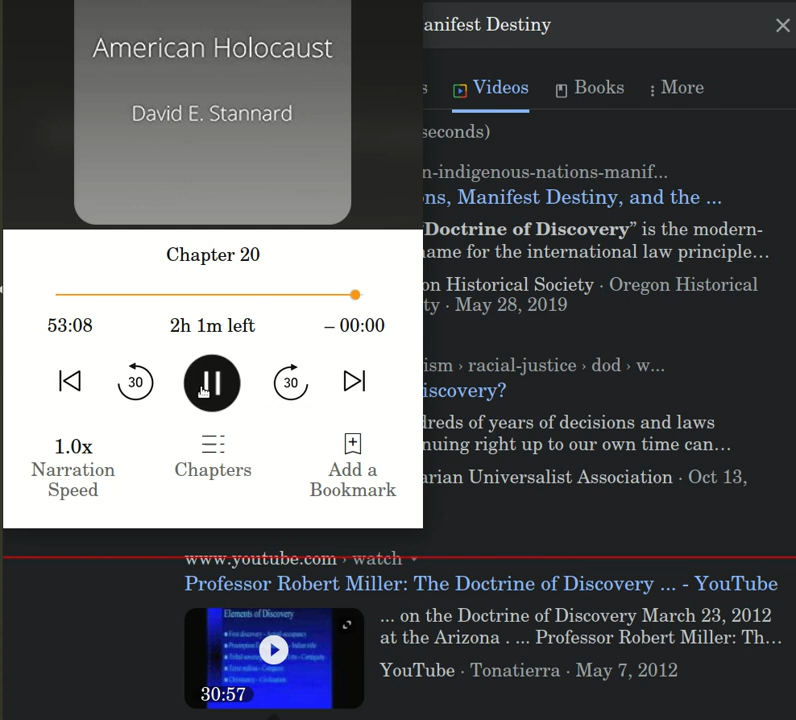 American Holocaust
David E. Stannard
Chapter 20
53:08
2h 1m left
– 00:00
30
30
1.0x
Narration
Speed
Chapters
Add a
Bookmark
anifest Destiny
s
Videos
Books
More
seconds)
n-indigenous-nations-manif...
ons, Manifest Destiny, and the ...
Doctrine of Discovery” is the modern-
name for the international law principle...
on Historical Society · Oregon Historical
ty · May 28, 2019
ism › racial-justice › dod › w...
iscovery?
dreds of years of decisions and laws
nuing right up to our own time can...
arian Universalist Association · Oct 13,
www.youtube.com › watch
Professor Robert Miller: The Doctrine of Discovery ... - YouTube
Elements of Discovery
30:57
... on the Doctrine of Discovery March 23, 2012
at the Arizona . ... Professor Robert Miller: Th...
YouTube · Tonatierra · May 7, 2012